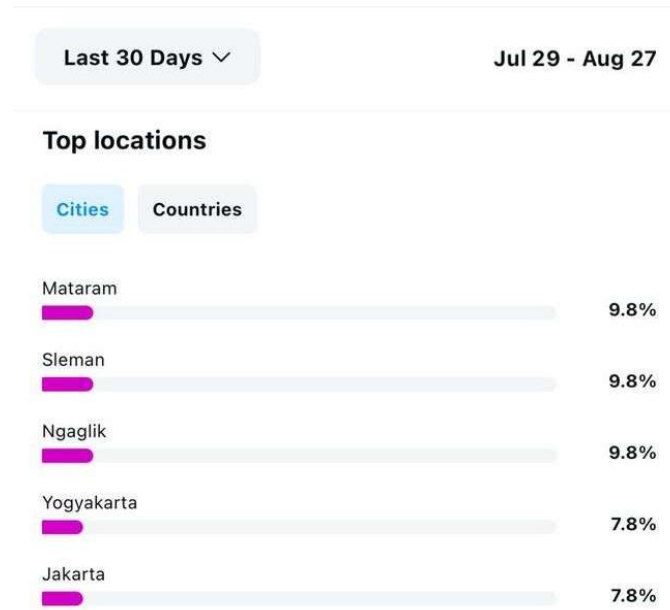 Last 30 Days Jul 29 - Aug 27
Top locations
Cities Countries
Mataram
9.8%
Sleman
9.8%
Ngaglik
9.8%
Yogyakarta
7.8%
Jakarta
7.8%